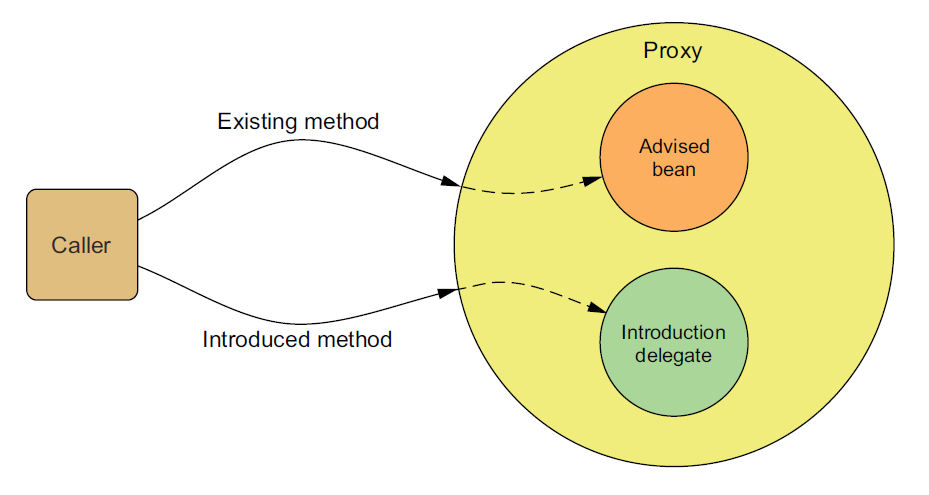 Proxy
Existing method
Advised
bean
Caller
Introduced method
Introduction
delegate